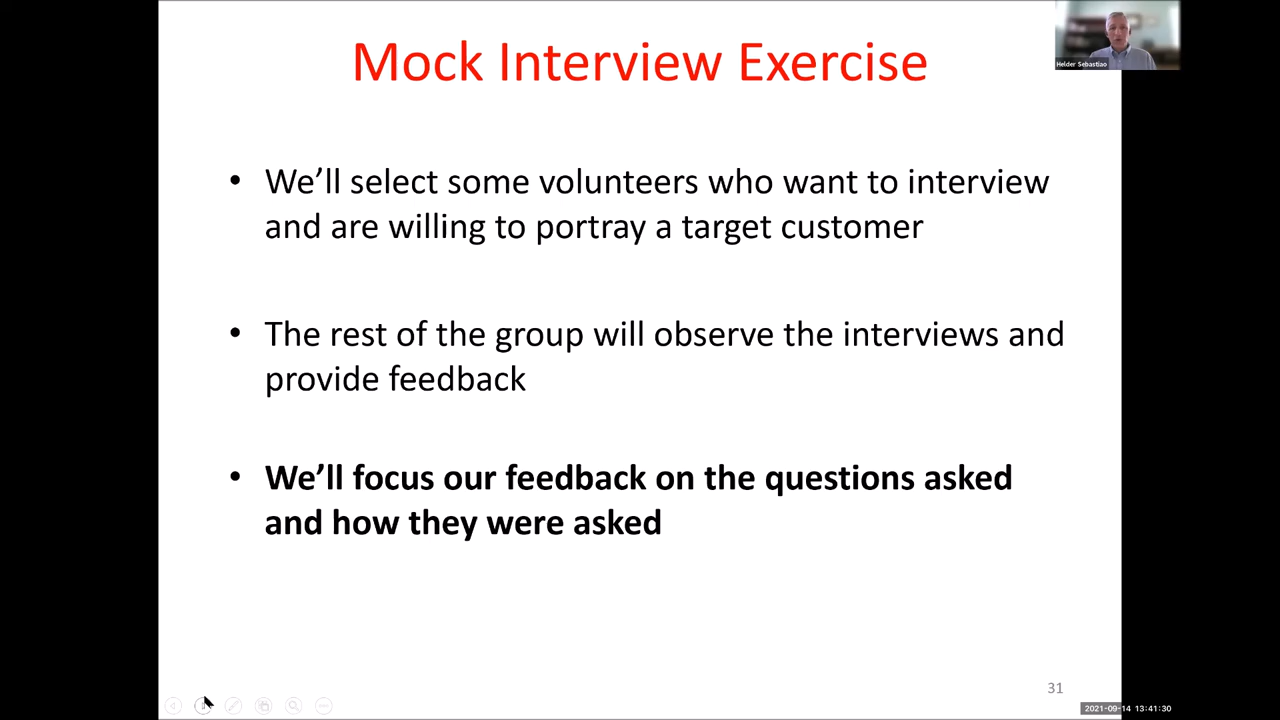 Mock Interview Exercise
Helder Sebastiao
• We’ll select some volunteers who want to interview
and are willing to portray a target customer
• The rest of the group will observe the interviews and
provide feedback
• We’ll focus our feedback on the questions asked
and how they were asked
31
2021-09-14 13:41:30